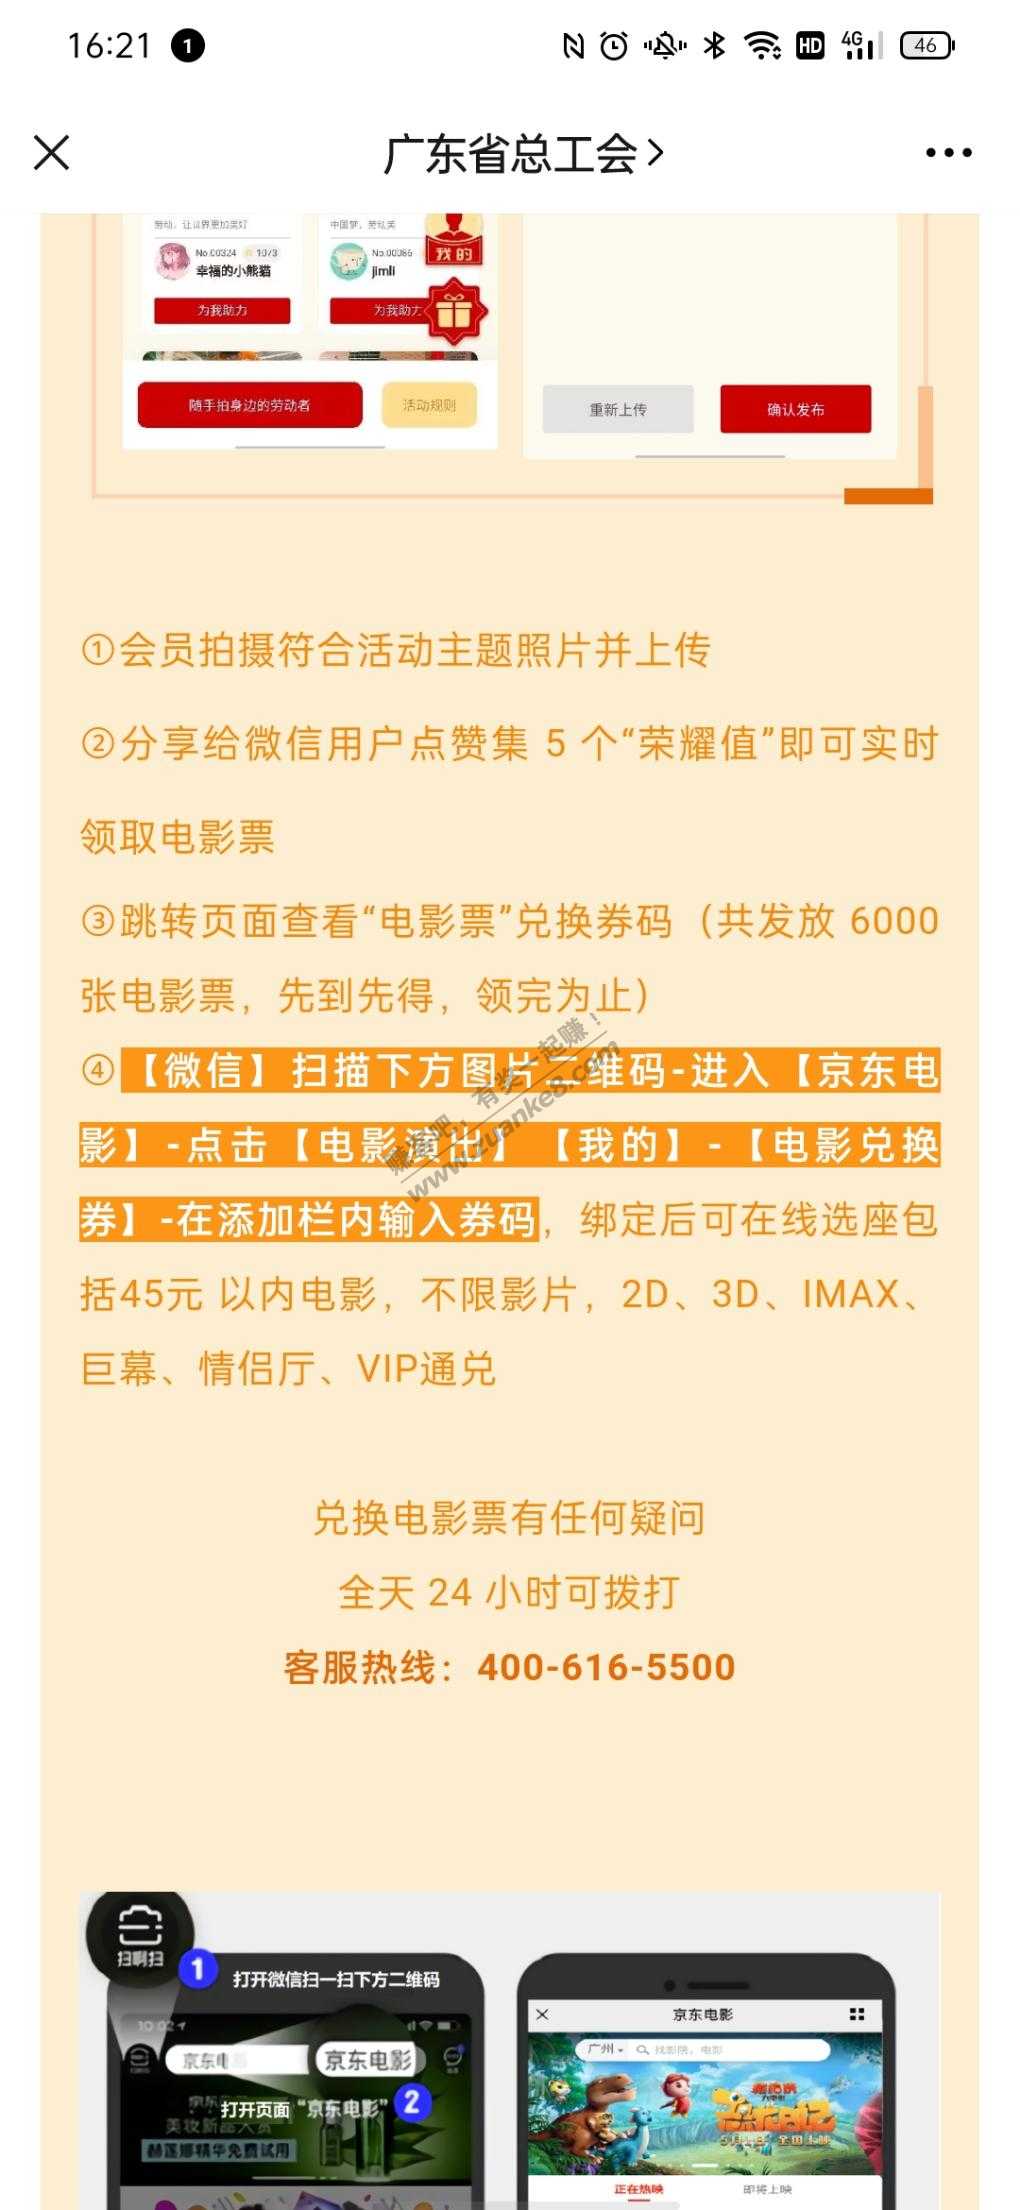 16:21 1
HD 4G 46
广东省总工会
劳动，让世界更加美好
中国梦，劳动美
No.00324 1073
幸福的小熊猫
No.00386
jimli
我的
为我助力
为我助力
随手拍身边的劳动者
活动规则
重新上传
确认发布
①会员拍摄符合活动主题照片并上传
②分享给微信用户点赞集 5 个“荣耀值”即可实时
领取电影票
③跳转页面查看“电影票”兑换券码（共发放 6000
张电影票，先到先得，领完为止）
④【微信】扫描下方图片二维码-进入【京东电
影】-点击【电影演出】【我的】-【电影兑换
券】-在添加栏内输入券码，绑定后可在线选座包
括45元 以内电影，不限影片，2D、3D、IMAX、
巨幕、情侣厅、VIP通兑
赚客吧，有奖一起赚！
www.zuanke8.com
兑换电影票有任何疑问
全天 24 小时可拨打
客服热线：400-616-5500
扫啊扫
1 打开微信扫一扫下方二维码
10:02
京东电影
打开页面“京东电影” 2
美妆新品大赏
赫莲娜精华免费试用
京东电影
广州
找影院，电影
正在热映
即将上映